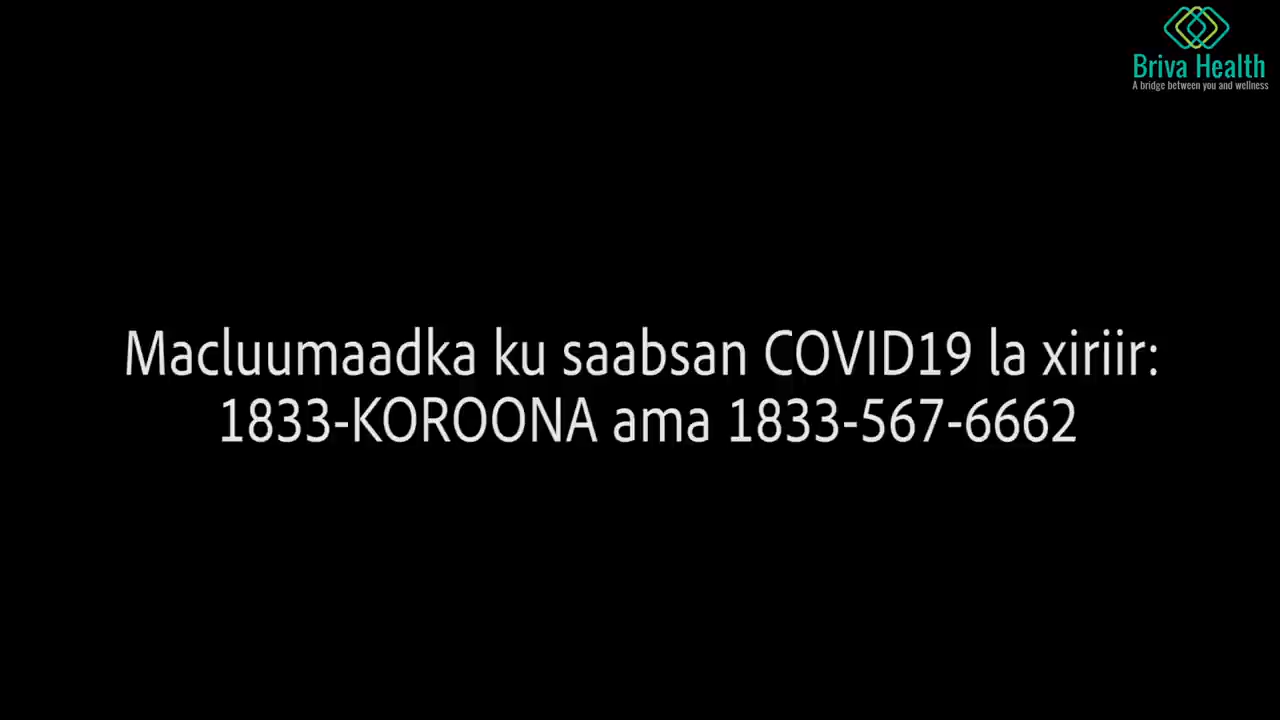 Briva Health
A bridge between you and wellness
Macluumaadka ku saabsan COVID19 la xiriir:
1833-KOROONA ama 1833-567-6662